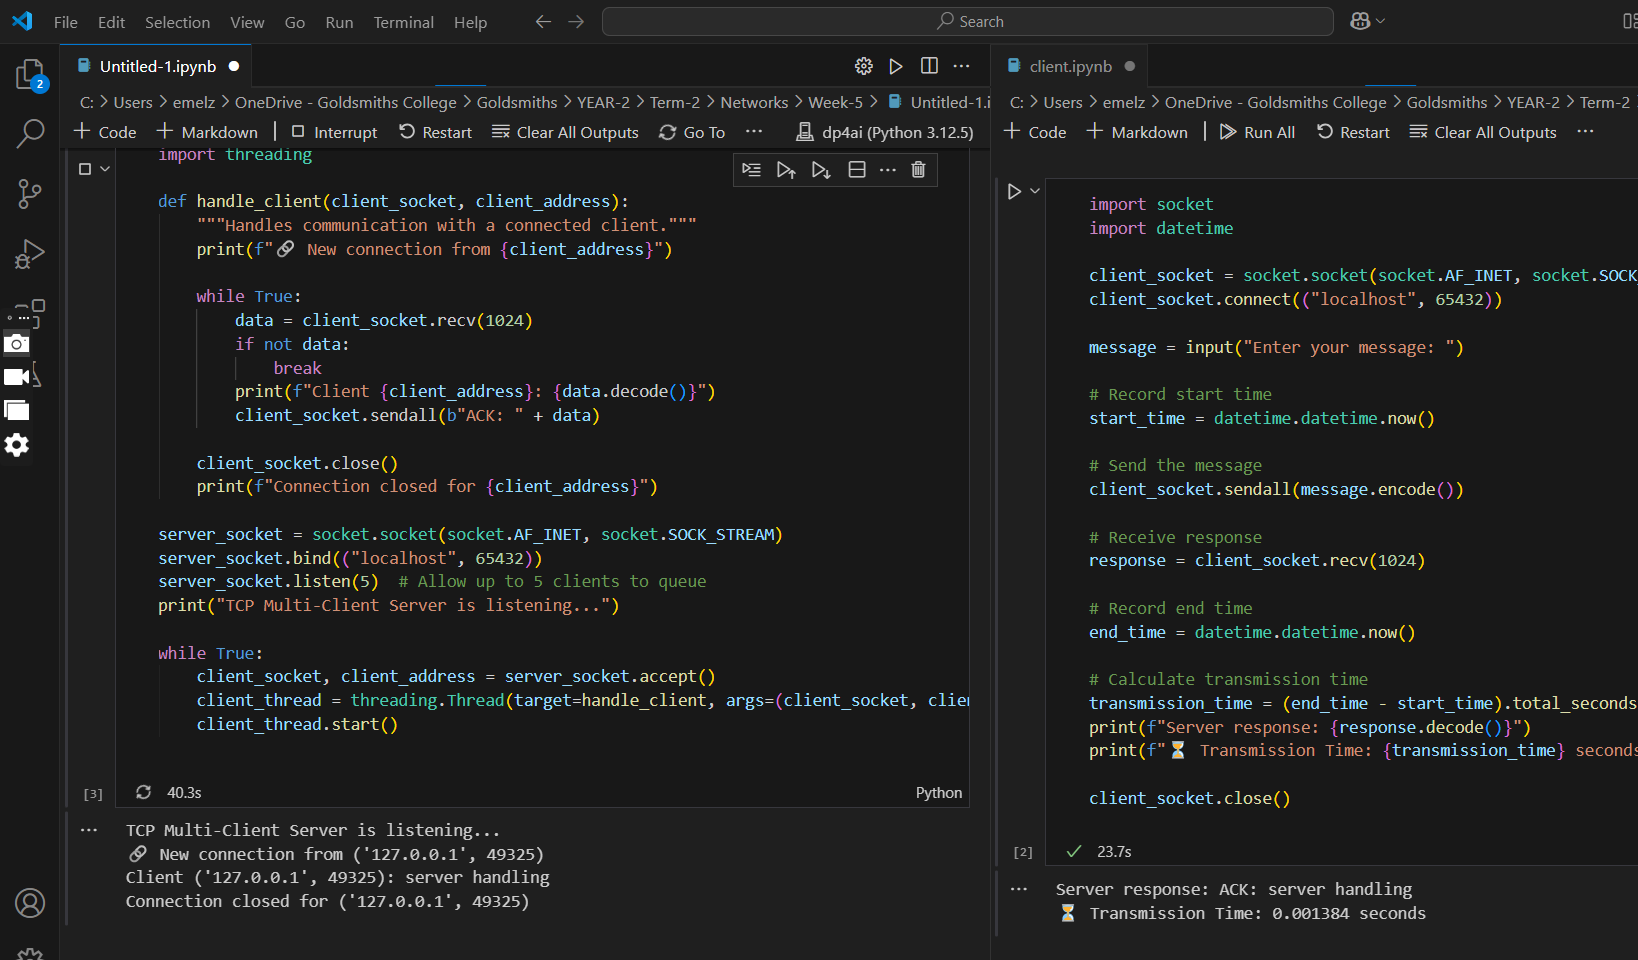 File Edit Selection View Go Run Terminal Help
Search
2
Untitled-1.ipynb
C: > Users > emelz > OneDrive - Goldsmiths College > Goldsmiths > YEAR-2 > Term-2 > Networks > Week-5 > Untitled-1.i
+ Code + Markdown | Interrupt Restart Clear All Outputs Go To ... dp4ai (Python 3.12.5)
import threading
def handle_client(client_socket, client_address):
"""Handles communication with a connected client."""
print(f"🔗 New connection from {client_address}")
while True:
data = client_socket.recv(1024)
if not data:
break
print(f"Client {client_address}: {data.decode()}")
client_socket.sendall(b"ACK: " + data)
client_socket.close()
print(f"Connection closed for {client_address}")
server_socket = socket.socket(socket.AF_INET, socket.SOCK_STREAM)
server_socket.bind(("localhost", 65432))
server_socket.listen(5)  # Allow up to 5 clients to queue
print("TCP Multi-Client Server is listening...")
while True:
client_socket, client_address = server_socket.accept()
client_thread = threading.Thread(target=handle_client, args=(client_socket, clie
client_thread.start()
[3] 40.3s Python
TCP Multi-Client Server is listening...
🔗 New connection from ('127.0.0.1', 49325)
Client ('127.0.0.1', 49325): server handling
Connection closed for ('127.0.0.1', 49325)
client.ipynb
C: > Users > emelz > OneDrive - Goldsmiths College > Goldsmiths > YEAR-2 > Term-2
+ Code + Markdown | Run All Restart Clear All Outputs ...
import socket
import datetime
client_socket = socket.socket(socket.AF_INET, socket.SOCK
client_socket.connect(("localhost", 65432))
message = input("Enter your message: ")
# Record start time
start_time = datetime.datetime.now()
# Send the message
client_socket.sendall(message.encode())
# Receive response
response = client_socket.recv(1024)
# Record end time
end_time = datetime.datetime.now()
# Calculate transmission time
transmission_time = (end_time - start_time).total_seconds
print(f"Server response: {response.decode()}")
print(f"⏳ Transmission Time: {transmission_time} seconds
client_socket.close()
[2] 23.7s
Server response: ACK: server handling
⏳ Transmission Time: 0.001384 seconds